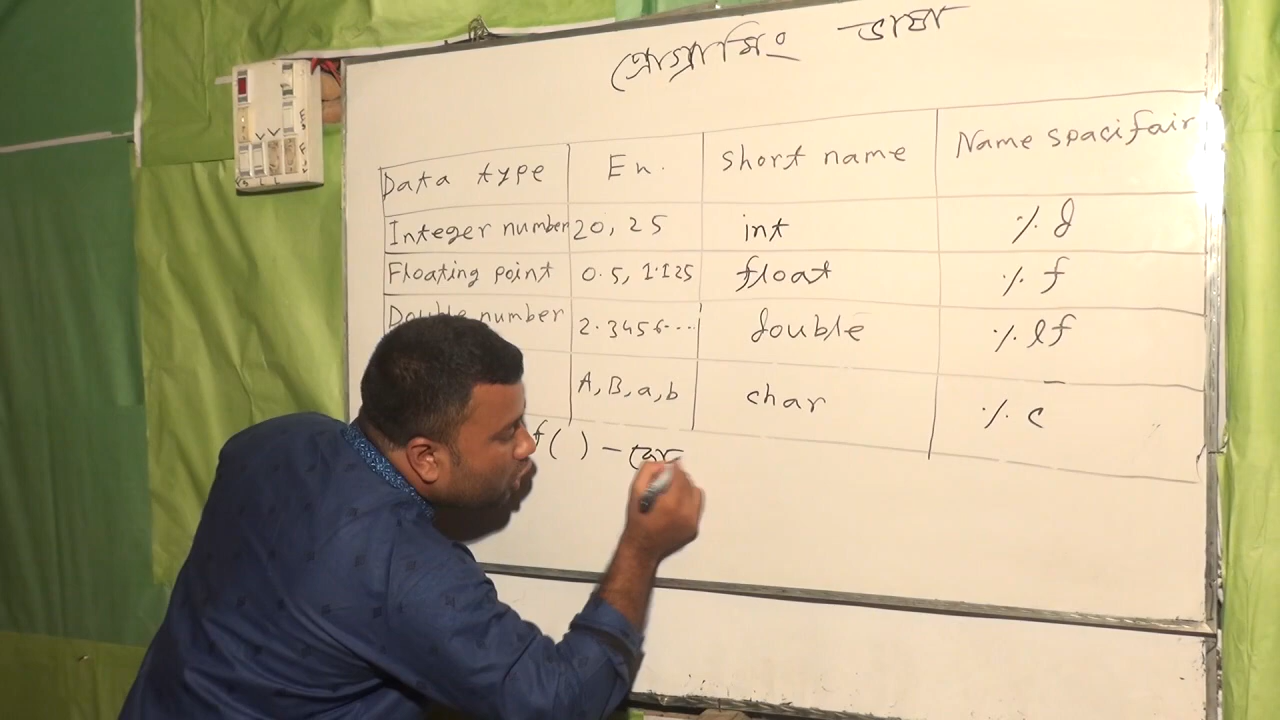 প্রোগ্রামিং ভাষা
Data type En. Short name Name spacifair
Integer number 20, 25 int % d
Floating point 0.5, 1.125 float % f
Double number 2.3456... double % lf
A, B, a, b char % c
f( ) –